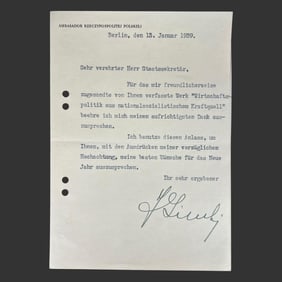 AMBASADOR RZECZYPOSPOLITEJ POLSKIEJ
Berlin, den 13. Januar 1939.
Sehr verehrter Herr Staatssekretär,
Für das mir freundlicherweise
zugesandte von Ihnen verfasste Werk "Wirtschafts-
politik aus nationalsozialistischem Kraftquell"
beehre ich mich meinen aufrichtigsten Dank aus-
zusprechen.
Ich benutze diesen Anlass, um
Ihnen, mit den Ausdrücken meiner vorzüglichen
Hochachtung, meine besten Wünsche für das Neue
Jahr auszusprechen.
Ihr sehr ergebener